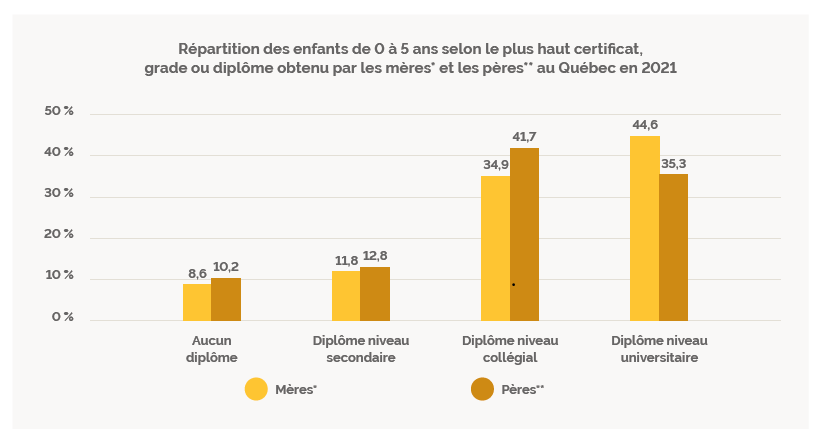 Répartition des enfants de 0 à 5 ans selon le plus haut certificat,
grade ou diplôme obtenu par les mères* et les pères** au Québec en 2021
50 %
40 %
30 %
20 %
10 %
0 %
8,6
10,2
11,8
12,8
34,9
41,7
44,6
35,3
Aucun
diplôme
Diplôme niveau
secondaire
Diplôme niveau
collégial
Diplôme niveau
universitaire
Mères*
Pères**